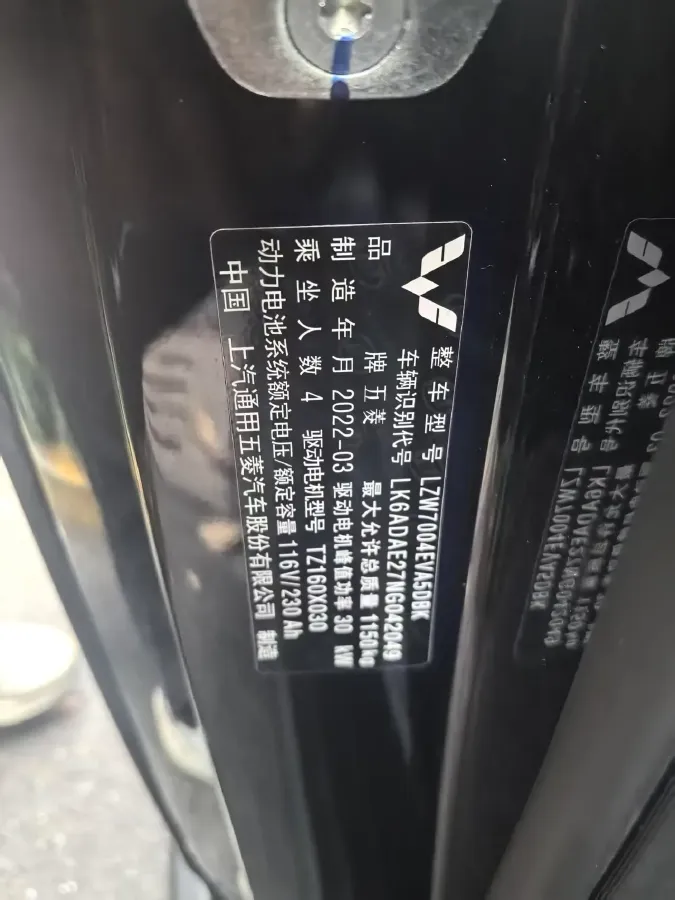 整车型号 LZW7004EVA50BK
车辆识别代号 LK6ADAE27NG042049
品牌 五菱 最大允许总质量 1150kg
制造年月 2022-03 驱动电机峰值功率 30 kW
乘坐人数 4 驱动电机型号 TZ160X030
动力电池系统额定电压/额定容量 116V/230 Ah
中国 上汽通用五菱汽车股份有限公司 制造